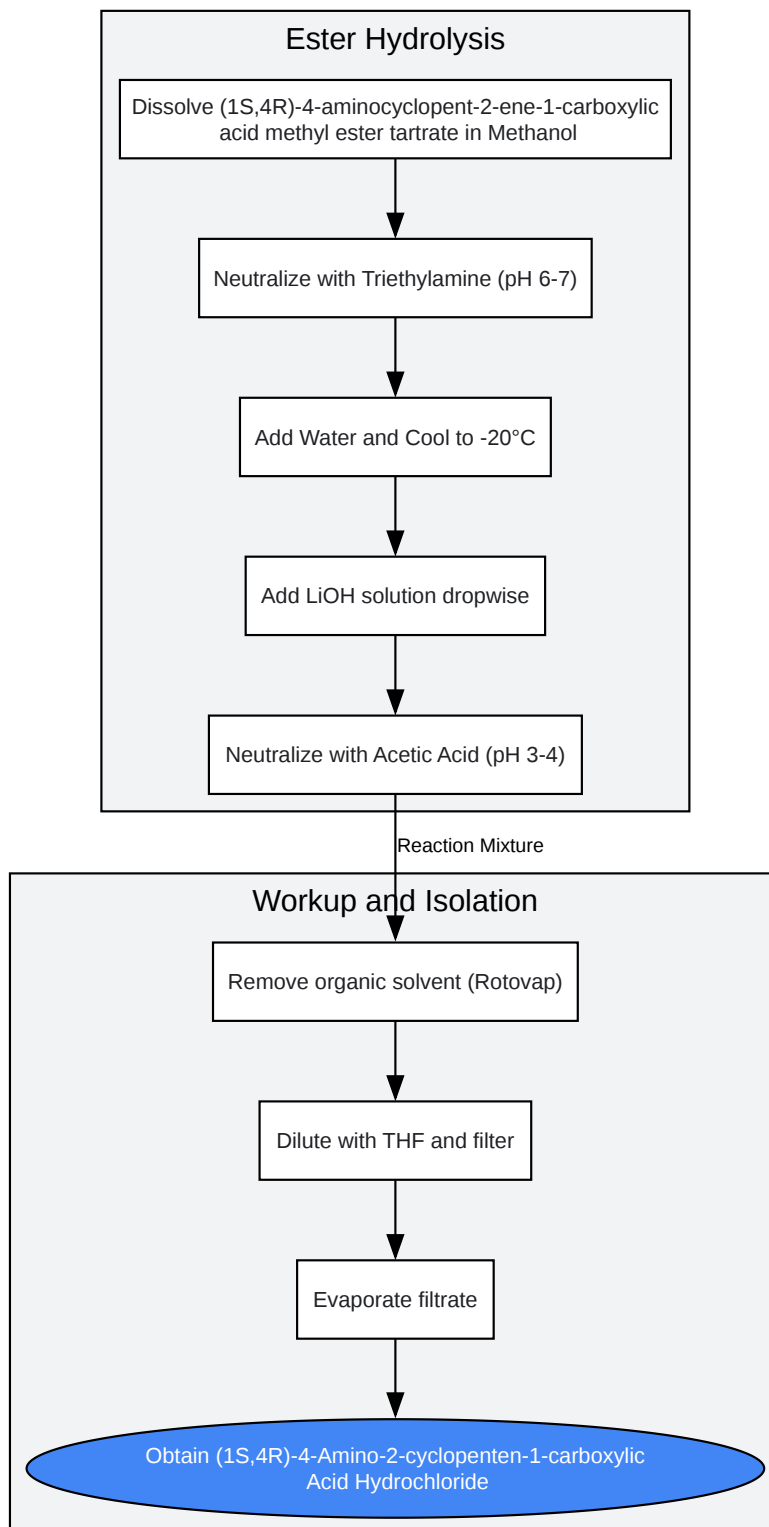 Ester Hydrolysis
Dissolve (1S,4R)-4-aminocyclopent-2-ene-1-carboxylic
acid methyl ester tartrate in Methanol
Neutralize with Triethylamine (pH 6-7)
Add Water and Cool to -20°C
Add LiOH solution dropwise
Neutralize with Acetic Acid (pH 3-4)
Reaction Mixture
Workup and Isolation
Remove organic solvent (Rotovap)
Dilute with THF and filter
Evaporate filtrate
Obtain (1S,4R)-4-Amino-2-cyclopenten-1-carboxylic
Acid Hydrochloride